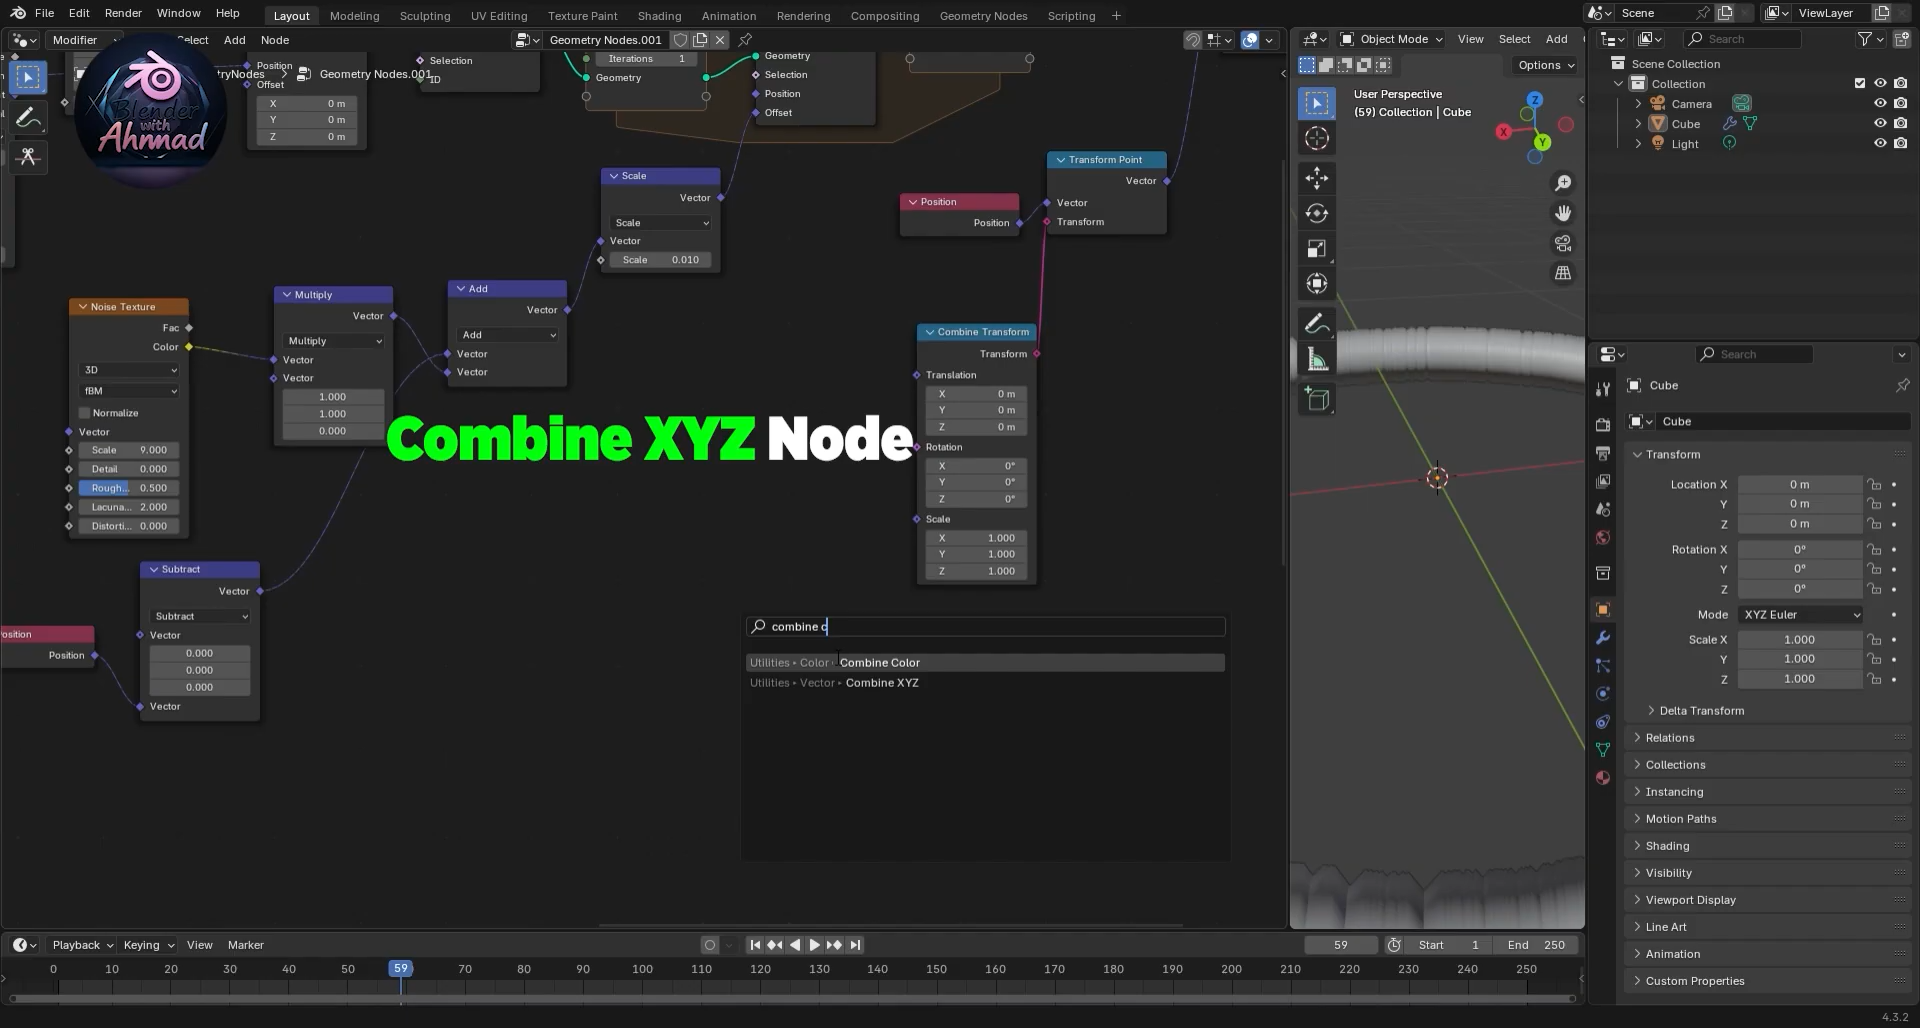 File Edit Render Window Help Layout Modeling Sculpting UV Editing Texture Paint Shading Animation Rendering Compositing Geometry Nodes Scripting + Scene ViewLayer
Modifier Select Add Node Geometry Nodes.001
Object Mode View Select Add
Search
Geometry Nodes.001
Options
Blender
with
Ahmad
Position
Offset
X 0 m
Y 0 m
Z 0 m
Selection
ID
Iterations 1
Geometry
Geometry
Selection
Position
Offset
Scale
Vector
Scale
Vector
Scale 0.010
Position
Position
Transform Point
Vector
Vector
Transform
Noise Texture
Fac
Color
3D
fBM
Normalize
Vector
Scale 9.000
Detail 0.000
Rough... 0.500
Lacuna... 2.000
Distorti... 0.000
Multiply
Vector
Multiply
Vector
Vector
1.000
1.000
0.000
Add
Vector
Add
Vector
Vector
Combine Transform
Transform
Translation
X 0 m
Y 0 m
Z 0 m
Rotation
X 0°
Y 0°
Z 0°
Scale
X 1.000
Y 1.000
Z 1.000
Combine XYZ Node
Subtract
Vector
Subtract
Vector
0.000
0.000
0.000
Vector
Position
combine c
Utilities ▸ Color ▸ Combine Color
Utilities ▸ Vector ▸ Combine XYZ
User Perspective
(59) Collection | Cube
Z
X
Y
Scene Collection
Collection
Camera
Cube
Light
Search
Cube
Cube
Transform
Location X 0 m
Y 0 m
Z 0 m
Rotation X 0°
Y 0°
Z 0°
Mode XYZ Euler
Scale X 1.000
Y 1.000
Z 1.000
Delta Transform
Relations
Collections
Instancing
Motion Paths
Shading
Visibility
Viewport Display
Line Art
Animation
Custom Properties
Playback Keying View Marker 59 Start 1 End 250
0 10 20 30 40 50 59 70 80 90 100 110 120 130 140 150 160 170 180 190 200 210 220 230 240 250
4.3.2